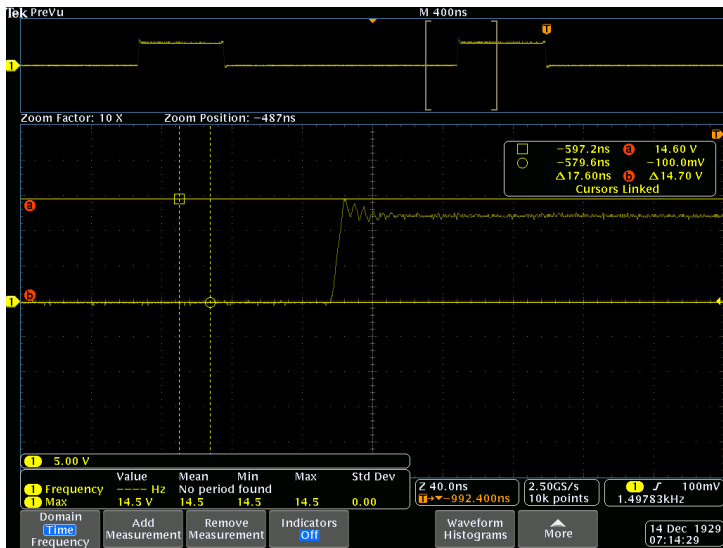 Tek PreVu M 400ns
T
1
Zoom Factor: 10 X Zoom Position: −487ns
T
−597.2ns a 14.60 V
−579.6ns −100.0mV
Δ17.60ns b Δ14.70 V
Cursors Linked
a
b
1
1 5.00 V
Value Mean Min Max Std Dev
1 Frequency −−−− Hz No period found
1 Max 14.5 V 14.5 14.5 14.5 0.00
Z 40.0ns
T→▼−992.400ns
2.50GS/s
10k points
1 100mV
1.49783kHz
Domain
Time
Frequency
Add
Measurement
Remove
Measurement
Indicators
Off
Waveform
Histograms
More
14 Dec 1929
07:14:29